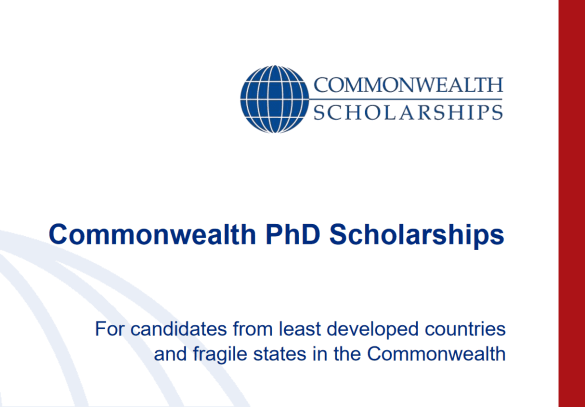 COMMONWEALTH
SCHOLARSHIPS
Commonwealth PhD Scholarships
For candidates from least developed countries
and fragile states in the Commonwealth